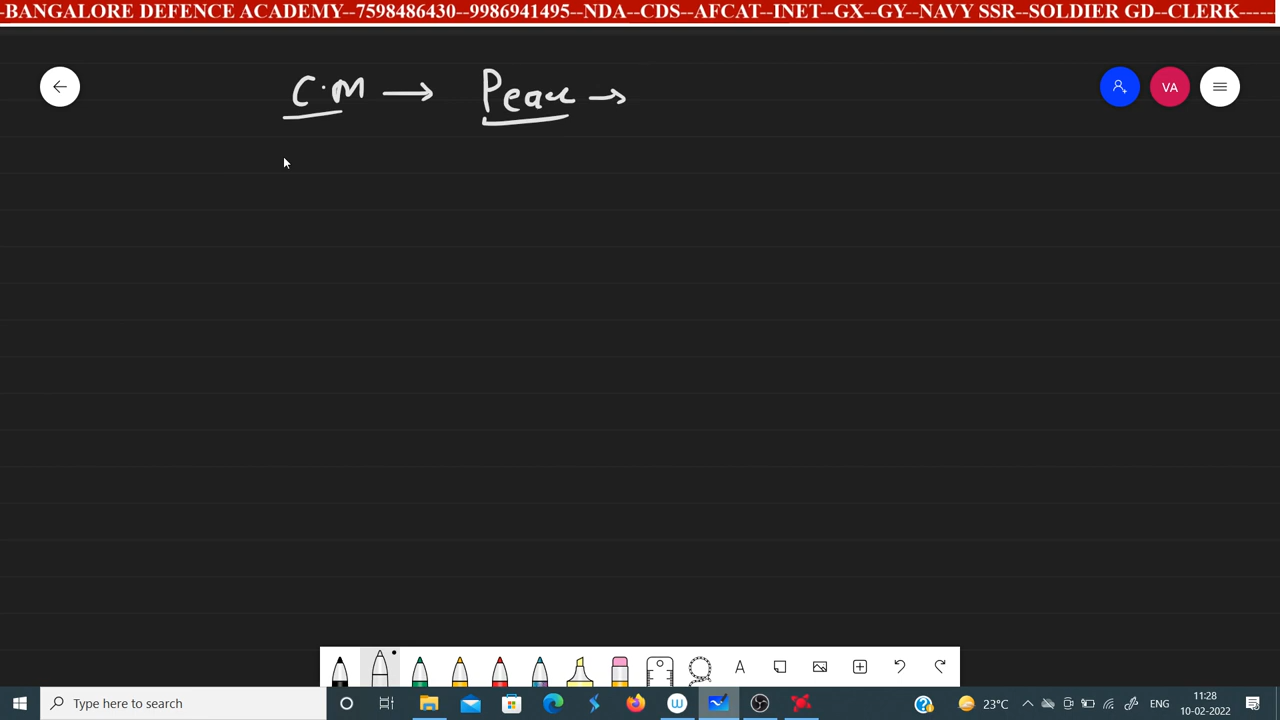 -BANGALORE DEFENCE ACADEMY--7598486430--9986941495--NDA--CDS--AFCAT--INET--GX--GY--NAVY SSR--SOLDIER GD--CLERK------
C.M → Peace →
VA
A
W
Type here to search
23°C
ENG
11:28
10-02-2022